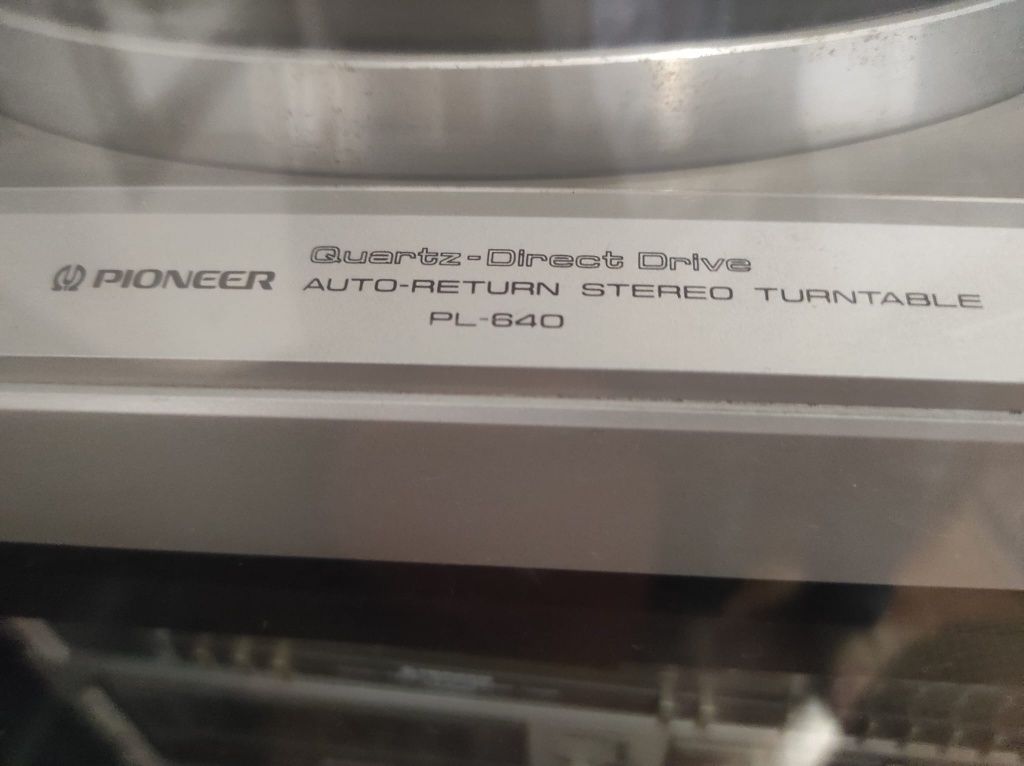 PIONEER
Quartz-Direct Drive
AUTO-RETURN STEREO TURNTABLE
PL-640